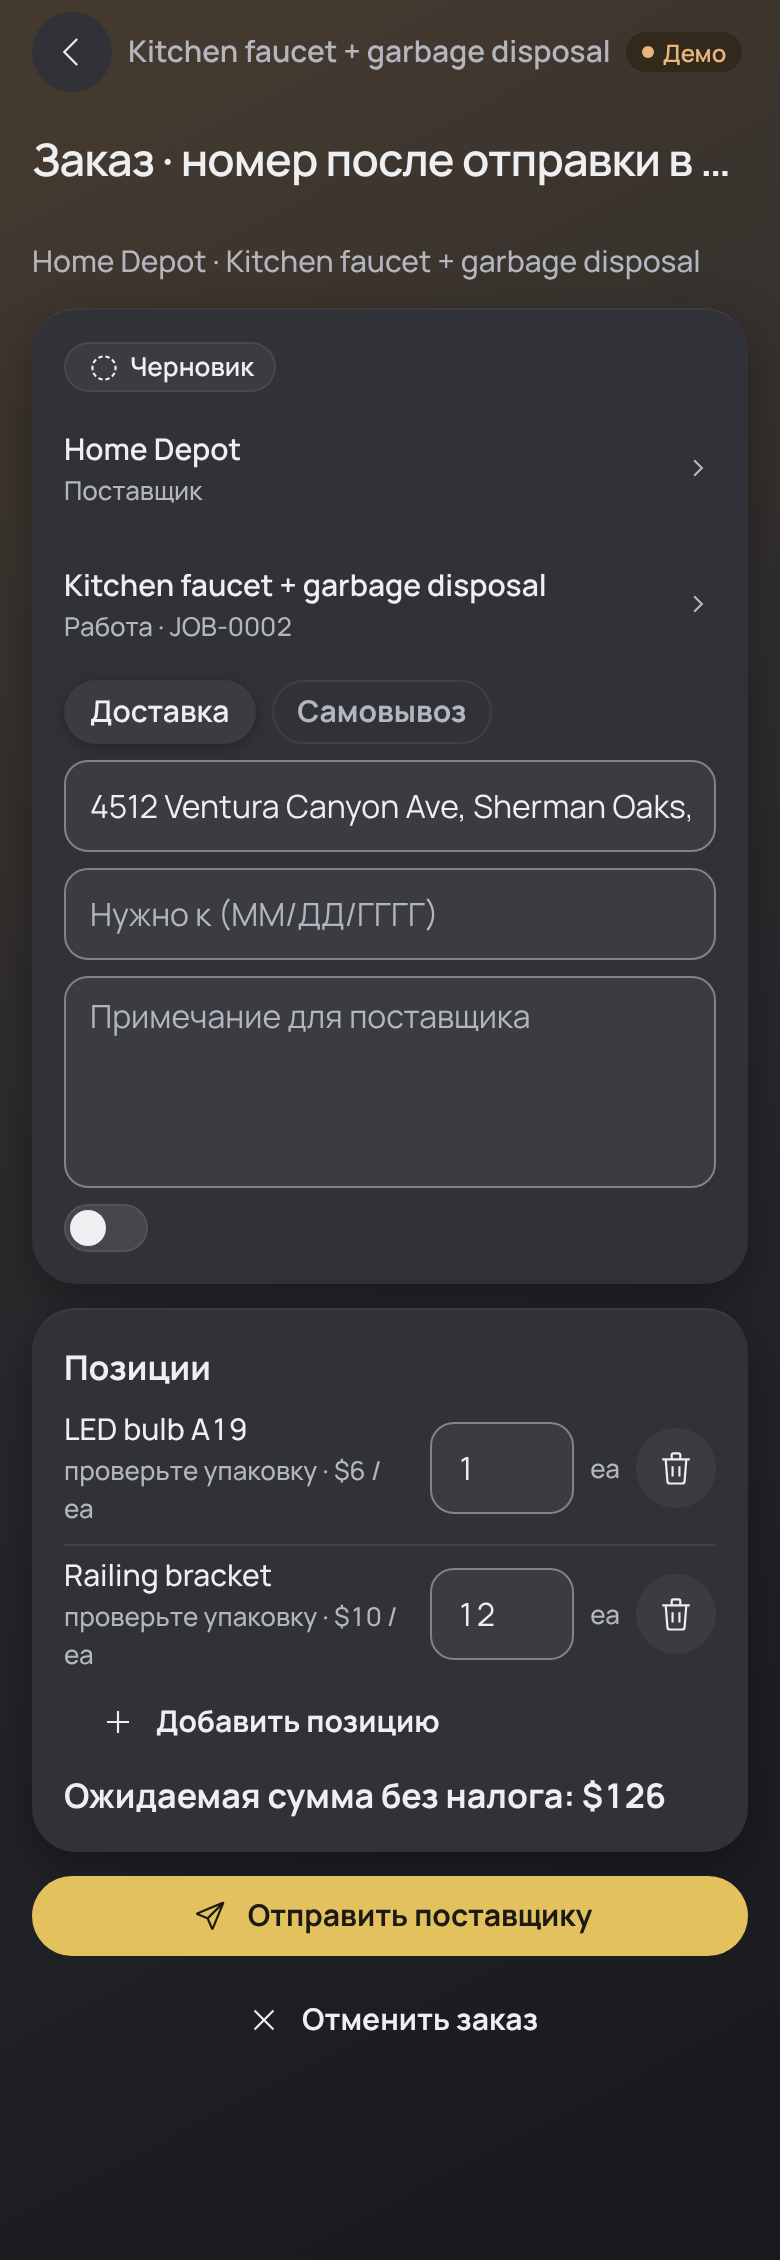 Kitchen faucet + garbage disposal
Демо
Заказ · номер после отправки в ...
Home Depot · Kitchen faucet + garbage disposal
Черновик
Home Depot
Поставщик
Kitchen faucet + garbage disposal
Работа · JOB-0002
Доставка
Самовывоз
4512 Ventura Canyon Ave, Sherman Oaks,
Нужно к (ММ/ДД/ГГГГ)
Примечание для поставщика
Позиции
LED bulb A19
проверьте упаковку · $6 /
ea
1
ea
Railing bracket
проверьте упаковку · $10 /
ea
12
ea
Добавить позицию
Ожидаемая сумма без налога: $126
Отправить поставщику
Отменить заказ